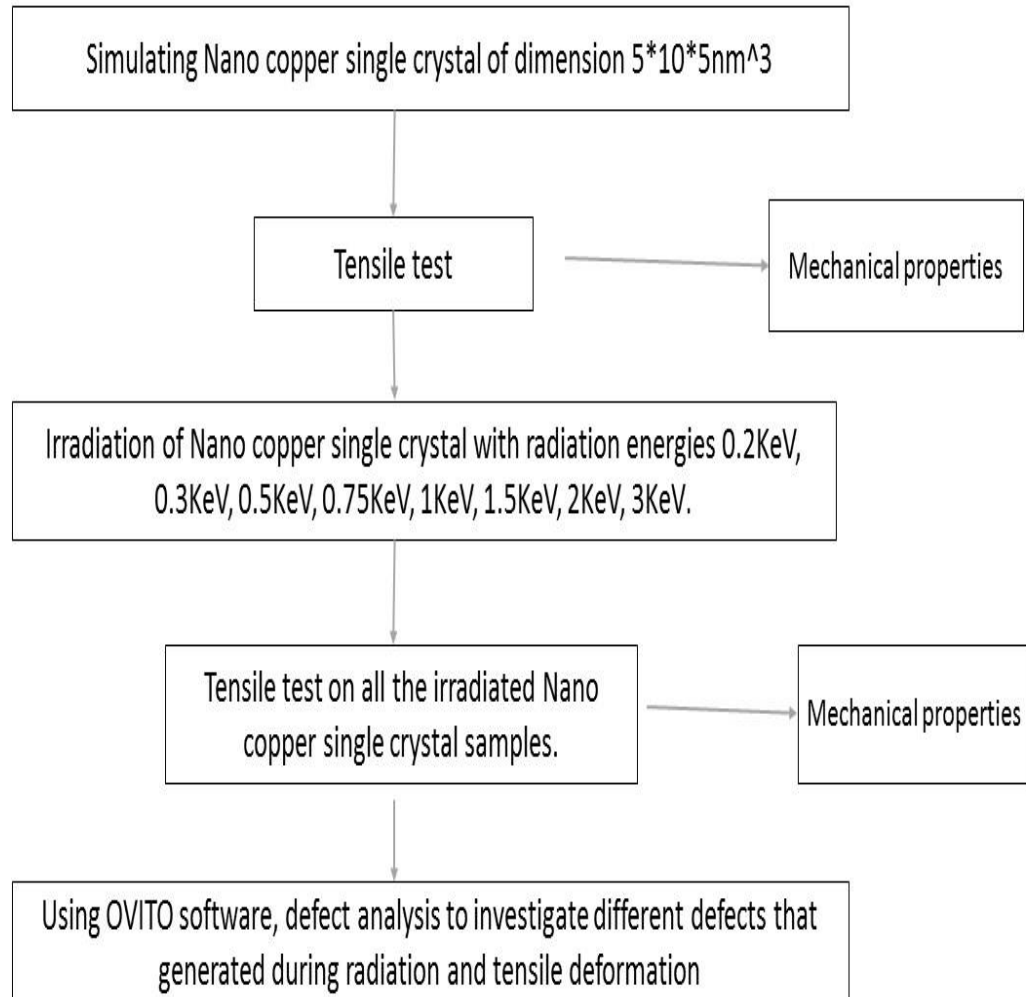 Simulating Nano copper single crystal of dimension 5*10*5nm^3
Tensile test
Mechanical properties
Irradiation of Nano copper single crystal with radiation energies 0.2KeV,
0.3KeV, 0.5KeV, 0.75KeV, 1KeV, 1.5KeV, 2KeV, 3KeV.
Tensile test on all the irradiated Nano
copper single crystal samples.
Mechanical properties
Using OVITO software, defect analysis to investigate different defects that
generated during radiation and tensile deformation